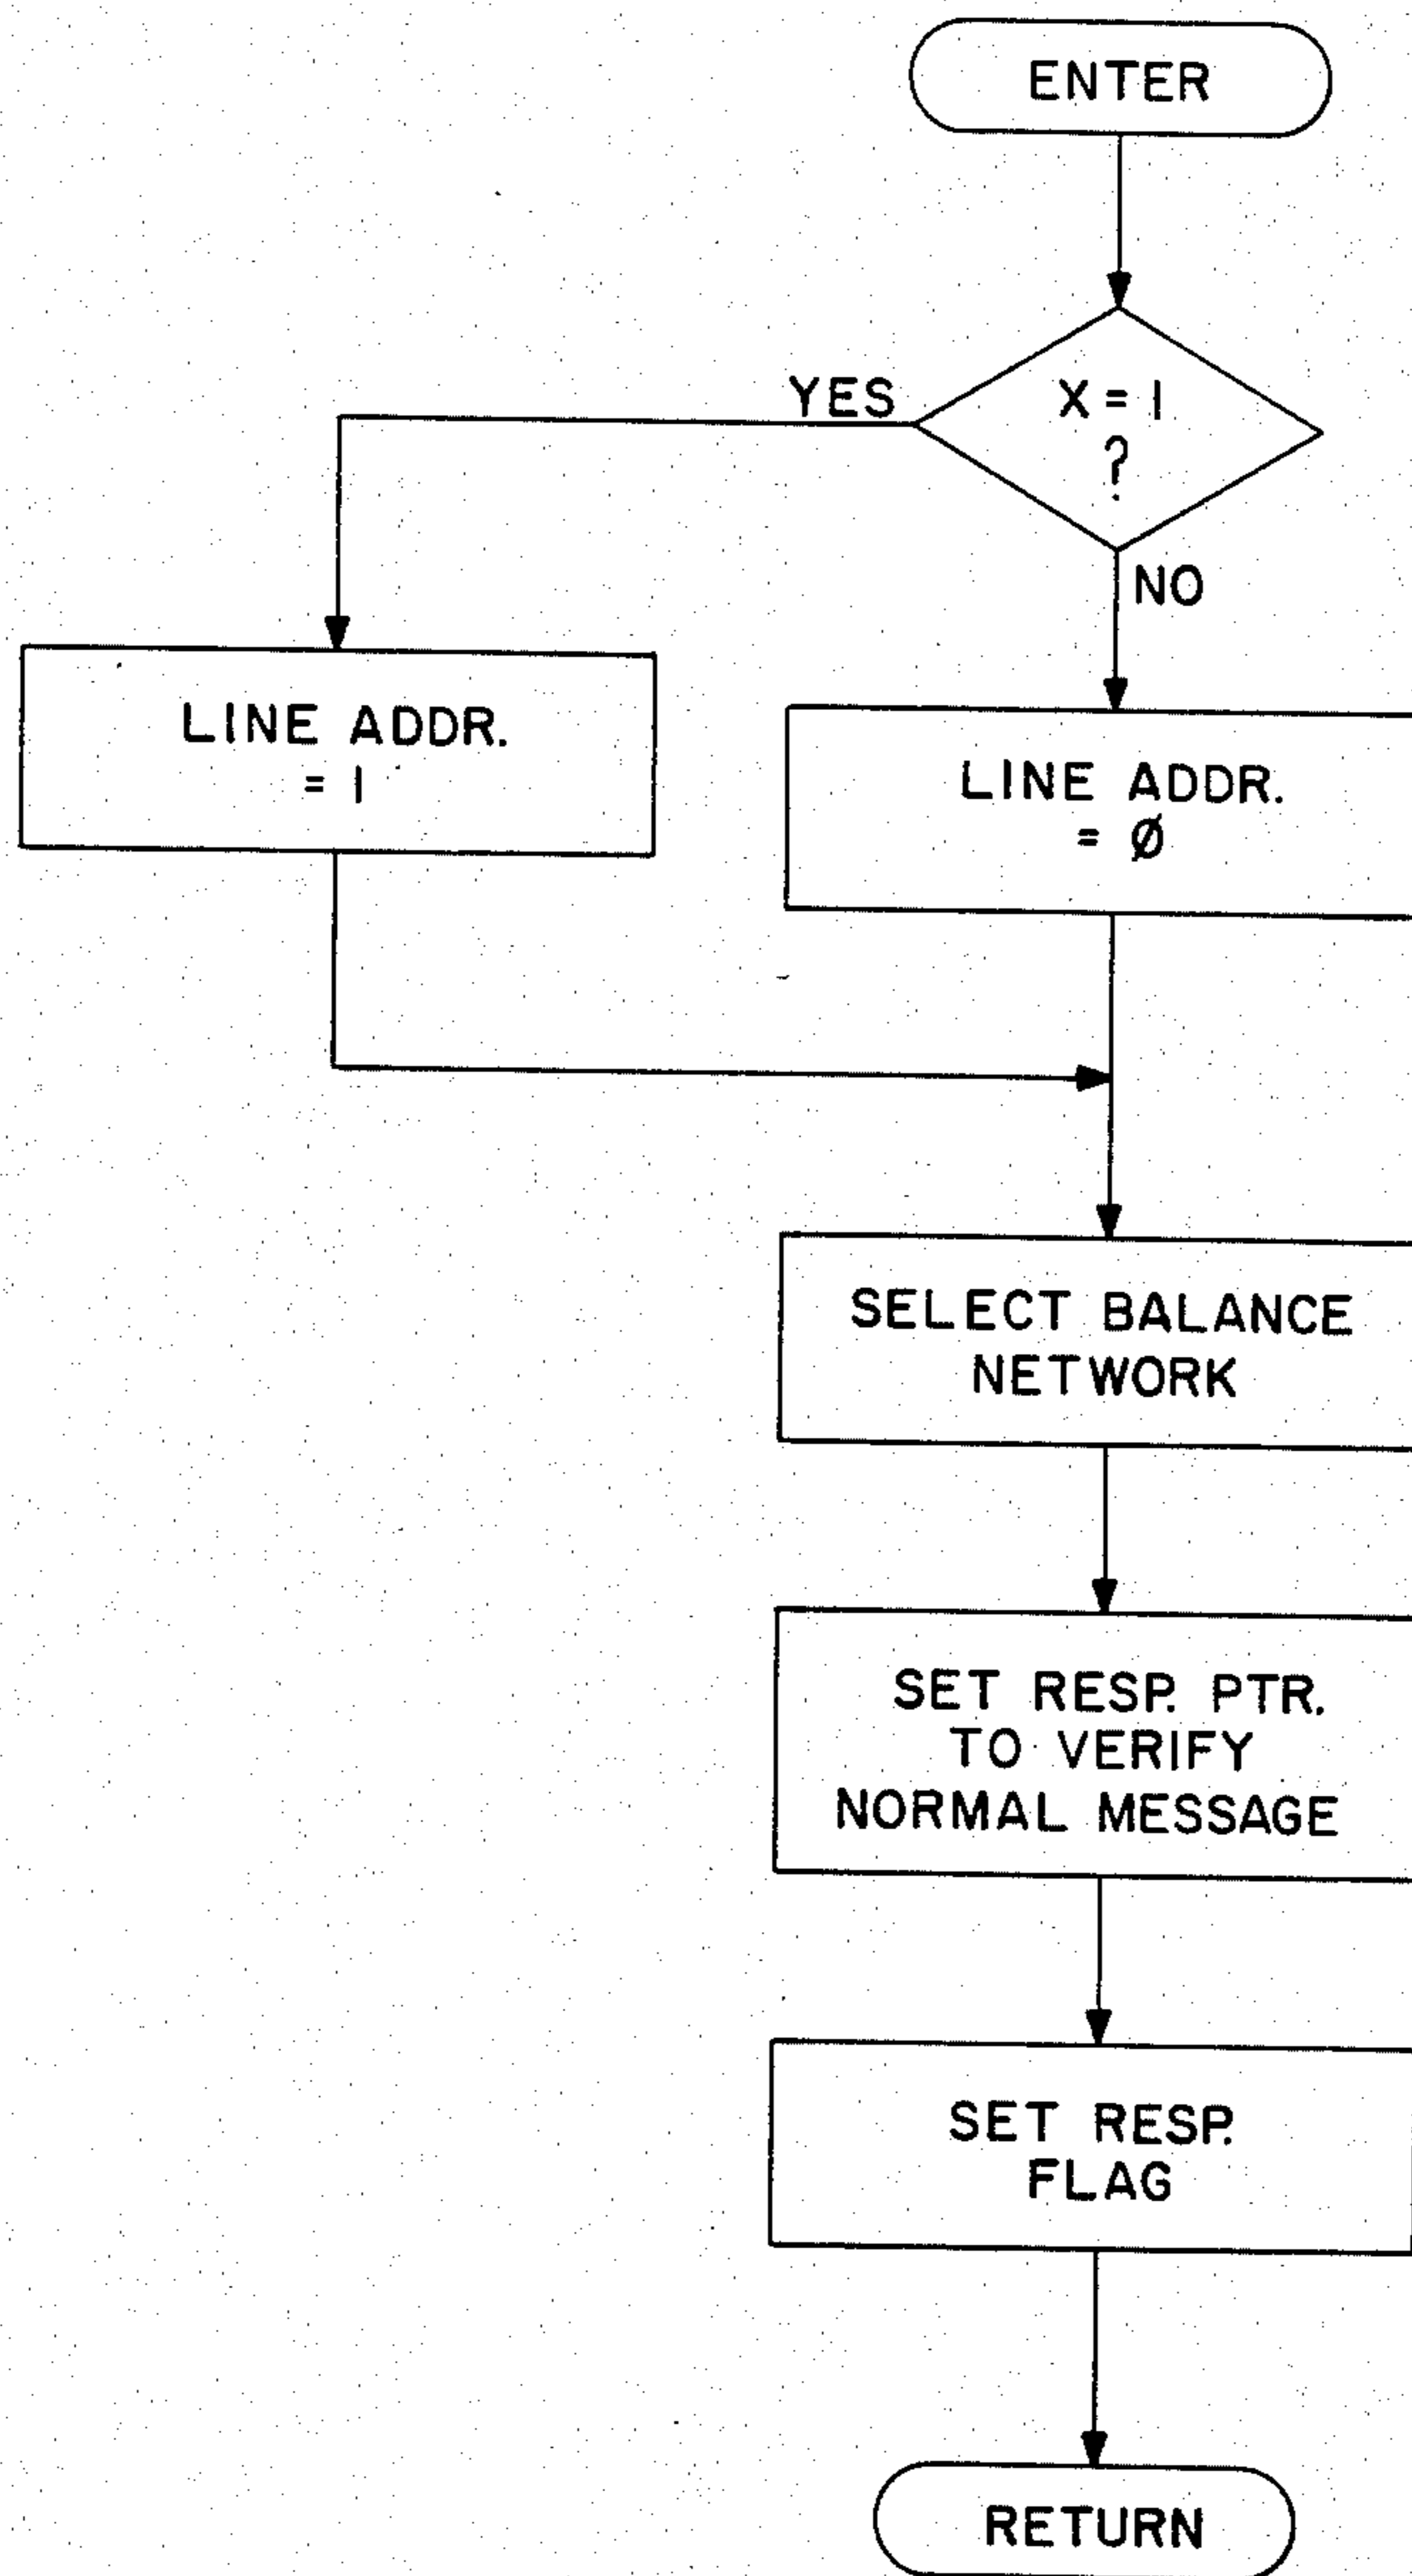 ENTER
X = 1
?
YES
NO
LINE ADDR.
= 1
LINE ADDR.
= Ø
SELECT BALANCE
NETWORK
SET RESP. PTR.
TO VERIFY
NORMAL MESSAGE
SET RESP.
FLAG
RETURN